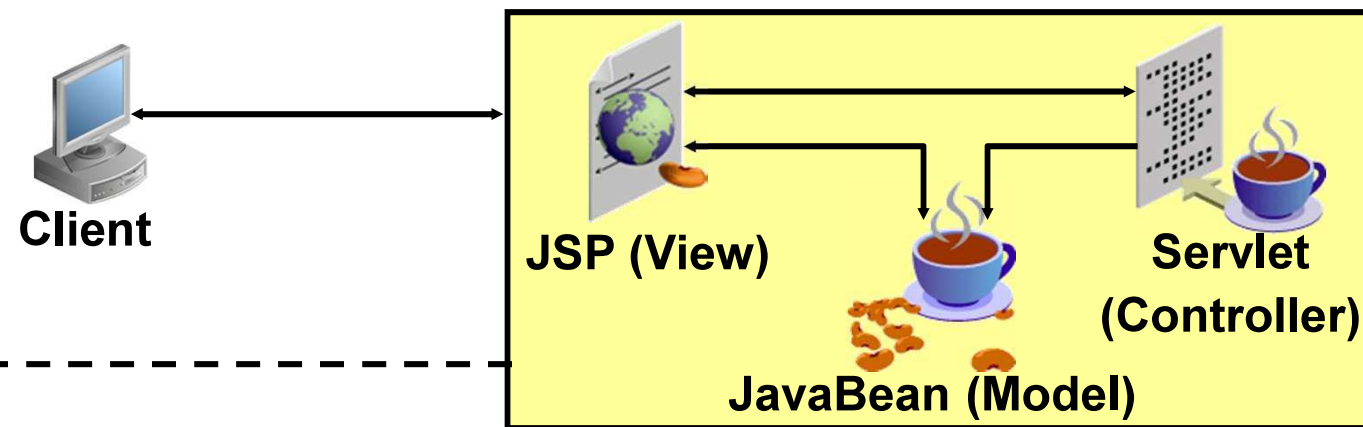 Client
JSP (View)
Servlet
(Controller)
JavaBean (Model)